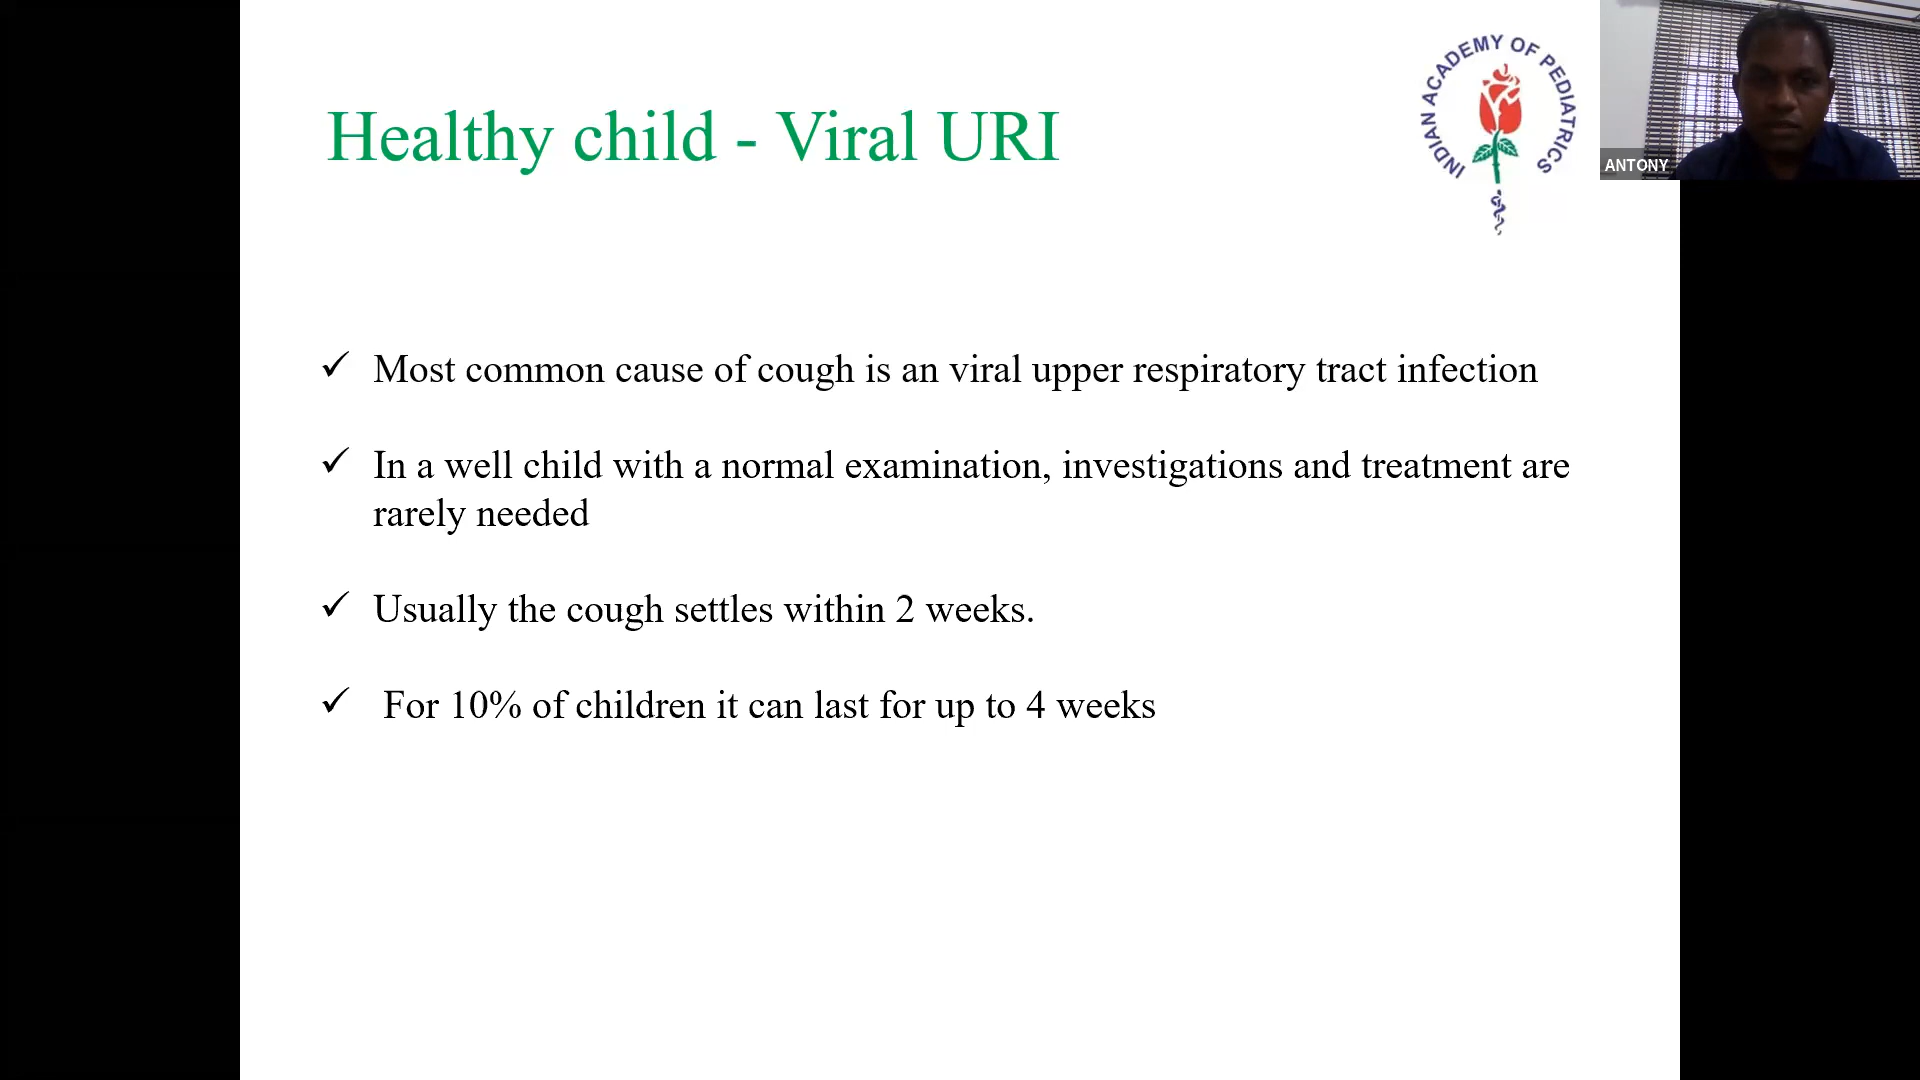 Healthy child - Viral URI
INDIAN ACADEMY OF PEDIATRICS
ANTONY
✓ Most common cause of cough is an viral upper respiratory tract infection
✓ In a well child with a normal examination, investigations and treatment are
rarely needed
✓ Usually the cough settles within 2 weeks.
✓ For 10% of children it can last for up to 4 weeks